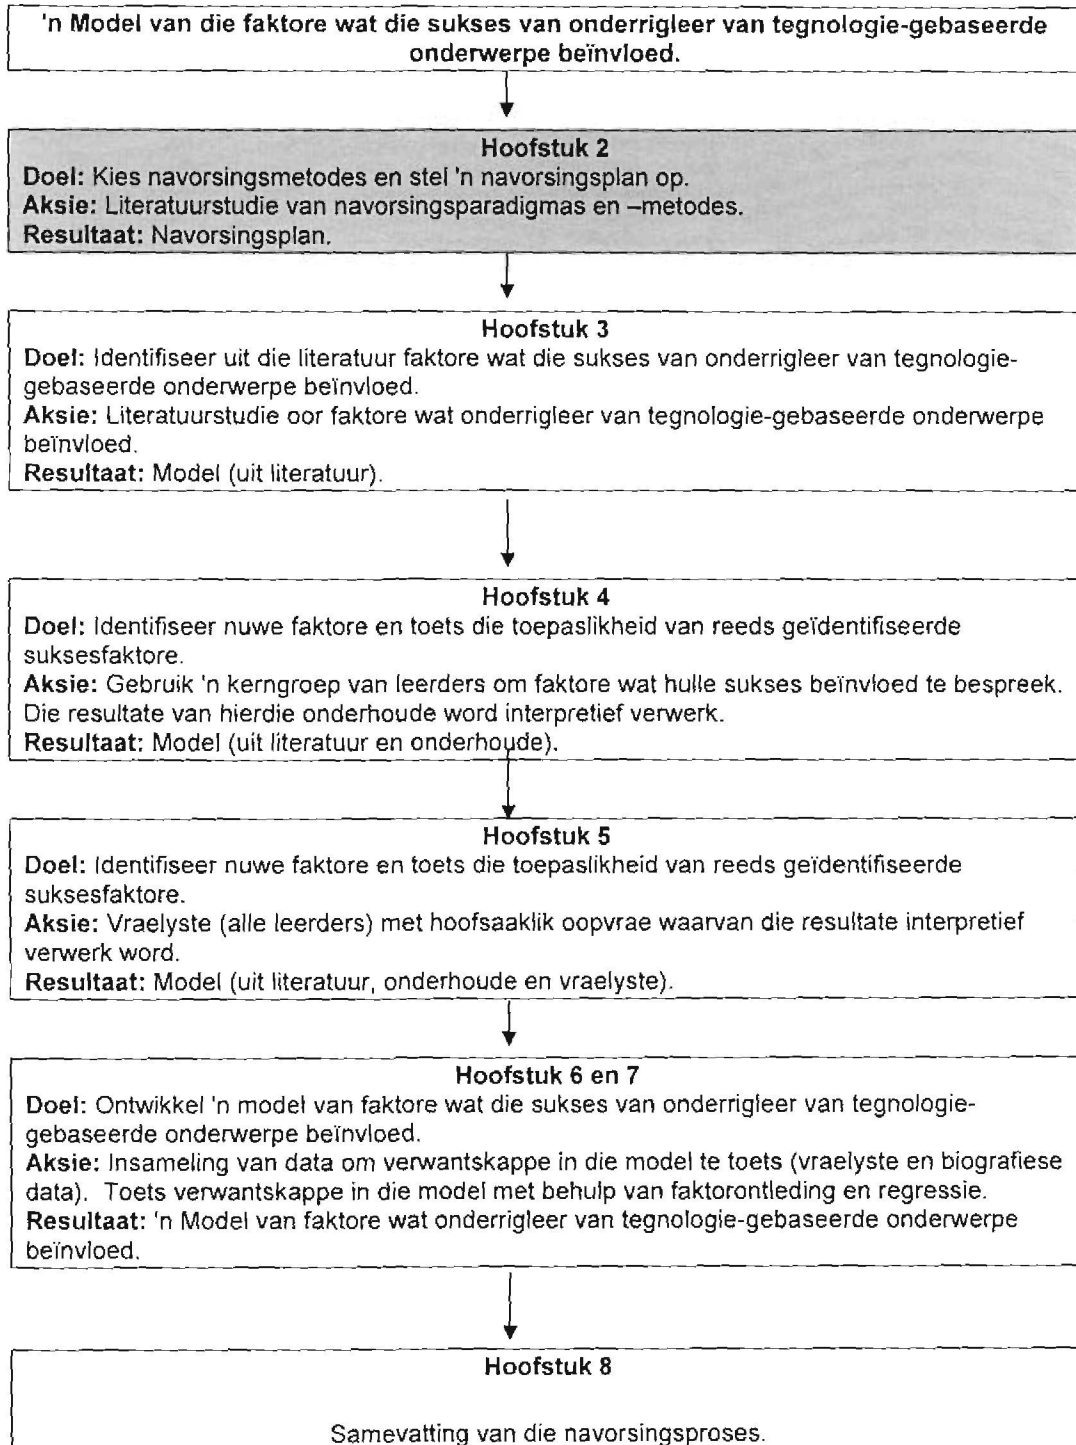 'n Model van die faktore wat die sukses van onderrigleer van tegnologie-gebaseerde
onderwerpe beïnvloed.
Hoofstuk 2
Doel: Kies navorsingsmetodes en stel 'n navorsingsplan op.
Aksie: Literatuurstudie van navorsingsparadigmas en –metodes.
Resultaat: Navorsingsplan.
Hoofstuk 3
Doel: Identifiseer uit die literatuur faktore wat die sukses van onderrigleer van tegnologie-
gebaseerde onderwerpe beïnvloed.
Aksie: Literatuurstudie oor faktore wat onderrigleer van tegnologie-gebaseerde onderwerpe
beïnvloed.
Resultaat: Model (uit literatuur).
Hoofstuk 4
Doel: Identifiseer nuwe faktore en toets die toepaslikheid van reeds geïdentifiseerde
suksesfaktore.
Aksie: Gebruik 'n kerngroep van leerders om faktore wat hulle sukses beïnvloed te bespreek.
Die resultate van hierdie onderhoude word interpretief verwerk.
Resultaat: Model (uit literatuur en onderhoude).
Hoofstuk 5
Doel: Identifiseer nuwe faktore en toets die toepaslikheid van reeds geïdentifiseerde
suksesfaktore.
Aksie: Vraelyste (alle leerders) met hoofsaaklik oopvrae waarvan die resultate interpretief
verwerk word.
Resultaat: Model (uit literatuur, onderhoude en vraelyste).
Hoofstuk 6 en 7
Doel: Ontwikkel 'n model van faktore wat die sukses van onderrigleer van tegnologie-
gebaseerde onderwerpe beïnvloed.
Aksie: Insameling van data om verwantskappe in die model te toets (vraelyste en biografiese
data). Toets verwantskappe in die model met behulp van faktorontleding en regressie.
Resultaat: 'n Model van faktore wat onderrigleer van tegnologie-gebaseerde onderwerpe
beïnvloed.
Hoofstuk 8
Samevatting van die navorsingsproses.